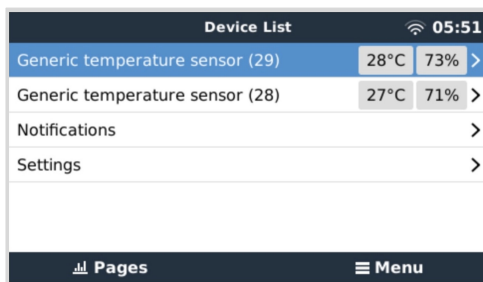 Device List 05:51
Generic temperature sensor (29) 28°C 73%
Generic temperature sensor (28) 27°C 71%
Notifications
Settings
Pages Menu